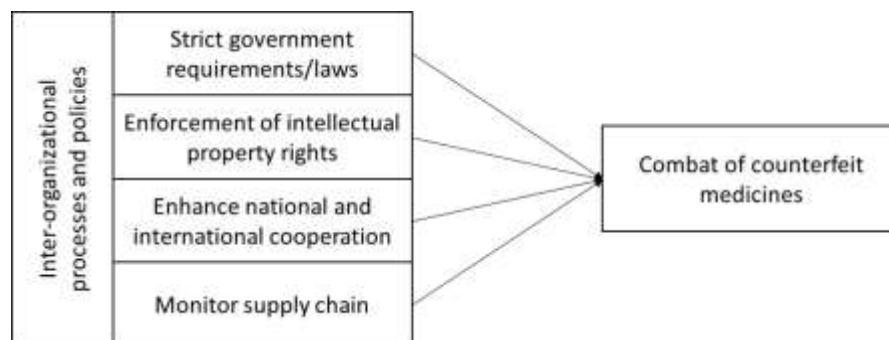 Inter-organizational
processes and policies
Strict government
requirements/laws
Enforcement of intellectual
property rights
Enhance national and
international cooperation
Monitor supply chain
Combat of counterfeit
medicines